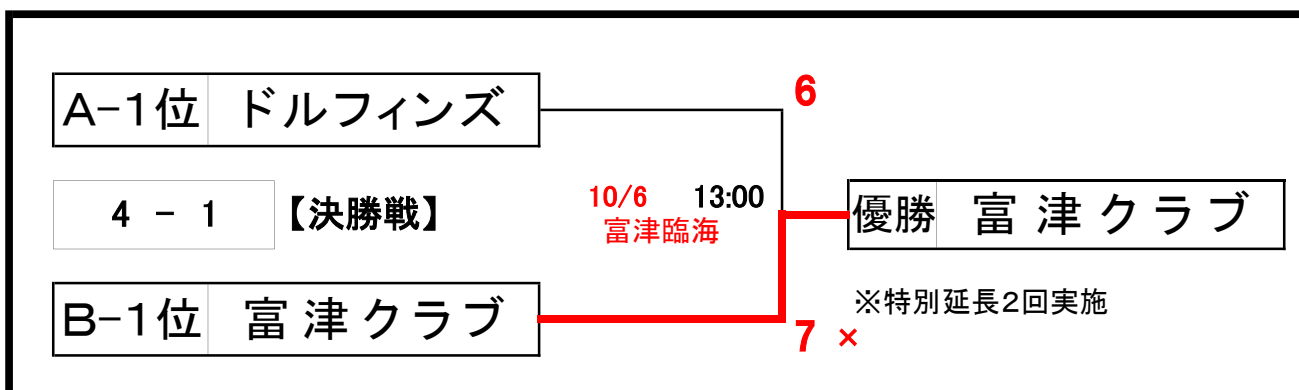 6
A-1位 ドルフィンズ
4 - 1 【決勝戦】 10/6 13:00
富津臨海
優勝 富津クラブ
B-1位 富津クラブ
※特別延長2回実施
7 ×